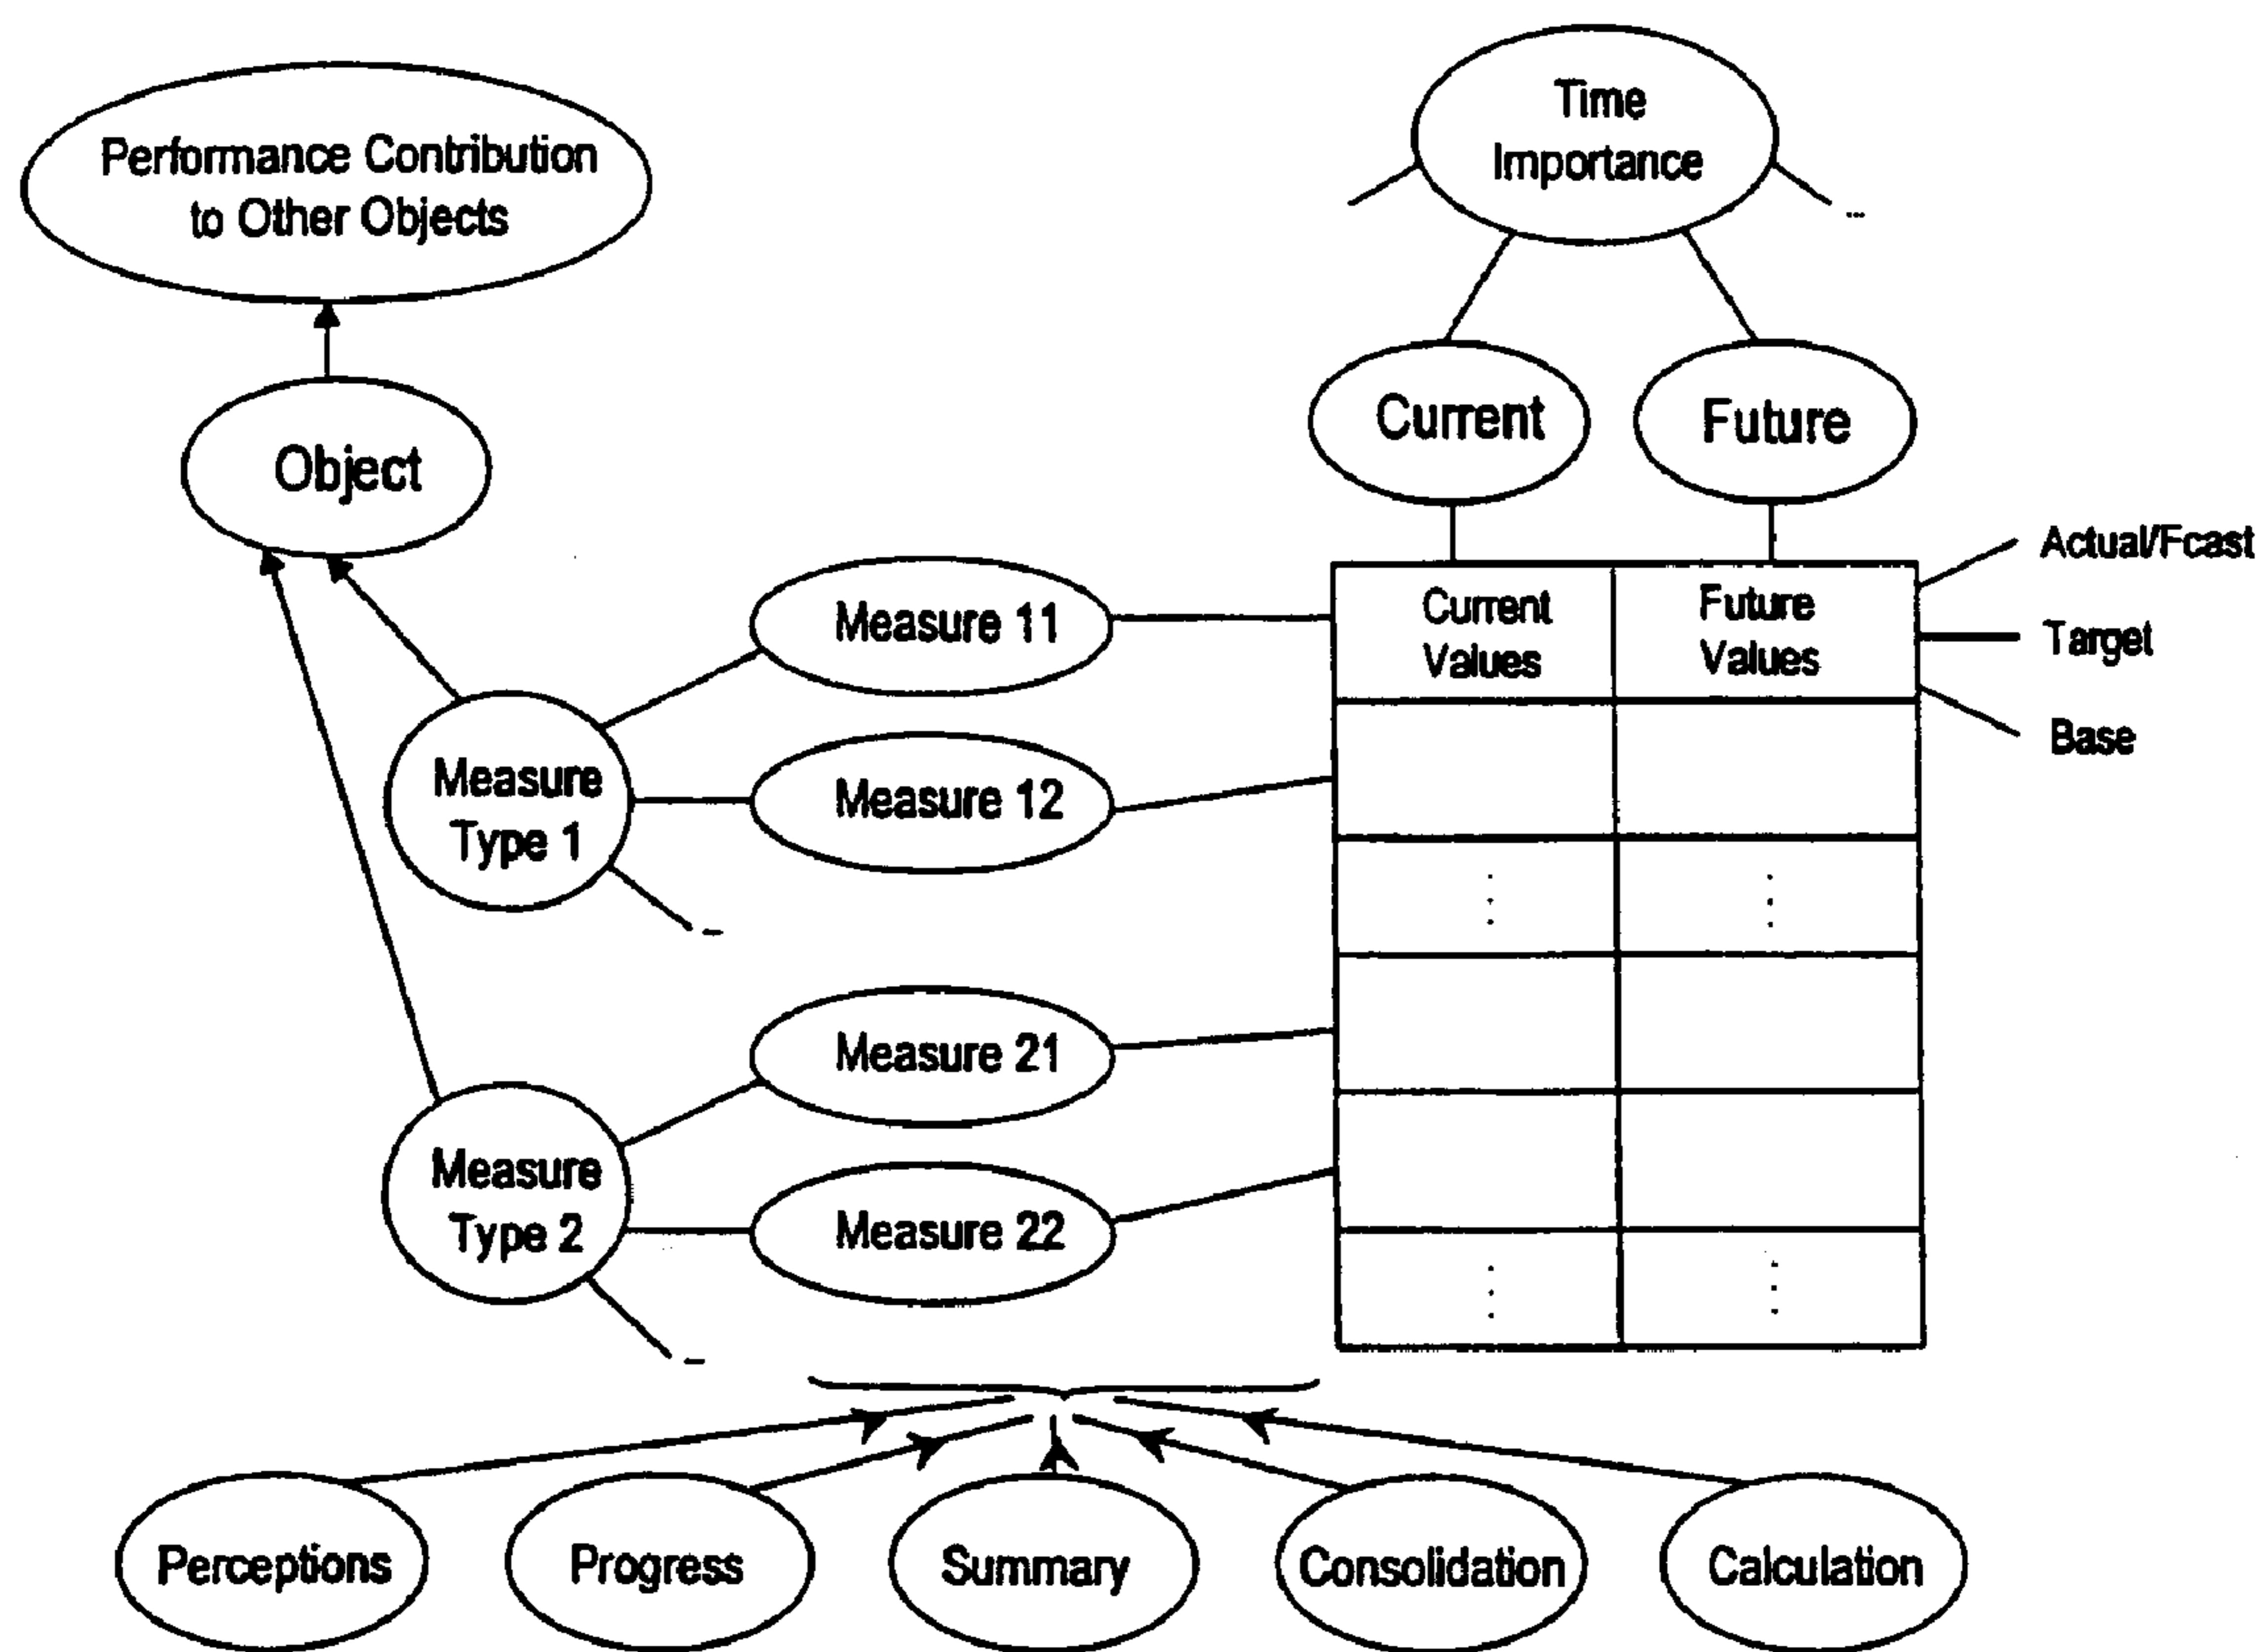 Time
Importance
...
Performance Contribution
to Other Objects
Current
Future
Object
Actual/Fcast
Target
Base
Current
Values
Future
Values
Measure 11
Measure
Type 1
Measure 12
Measure 21
Measure
Type 2
Measure 22
Perceptions
Progress
Summary
Consolidation
Calculation